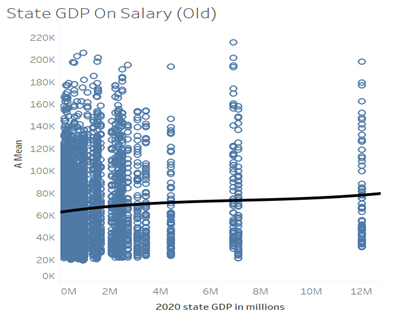 State GDP On Salary (Old)
A Mean
220K
200K
180K
160K
140K
120K
100K
80K
60K
40K
20K
0K
0M 2M 4M 6M 8M 10M 12M
2020 state GDP in millions